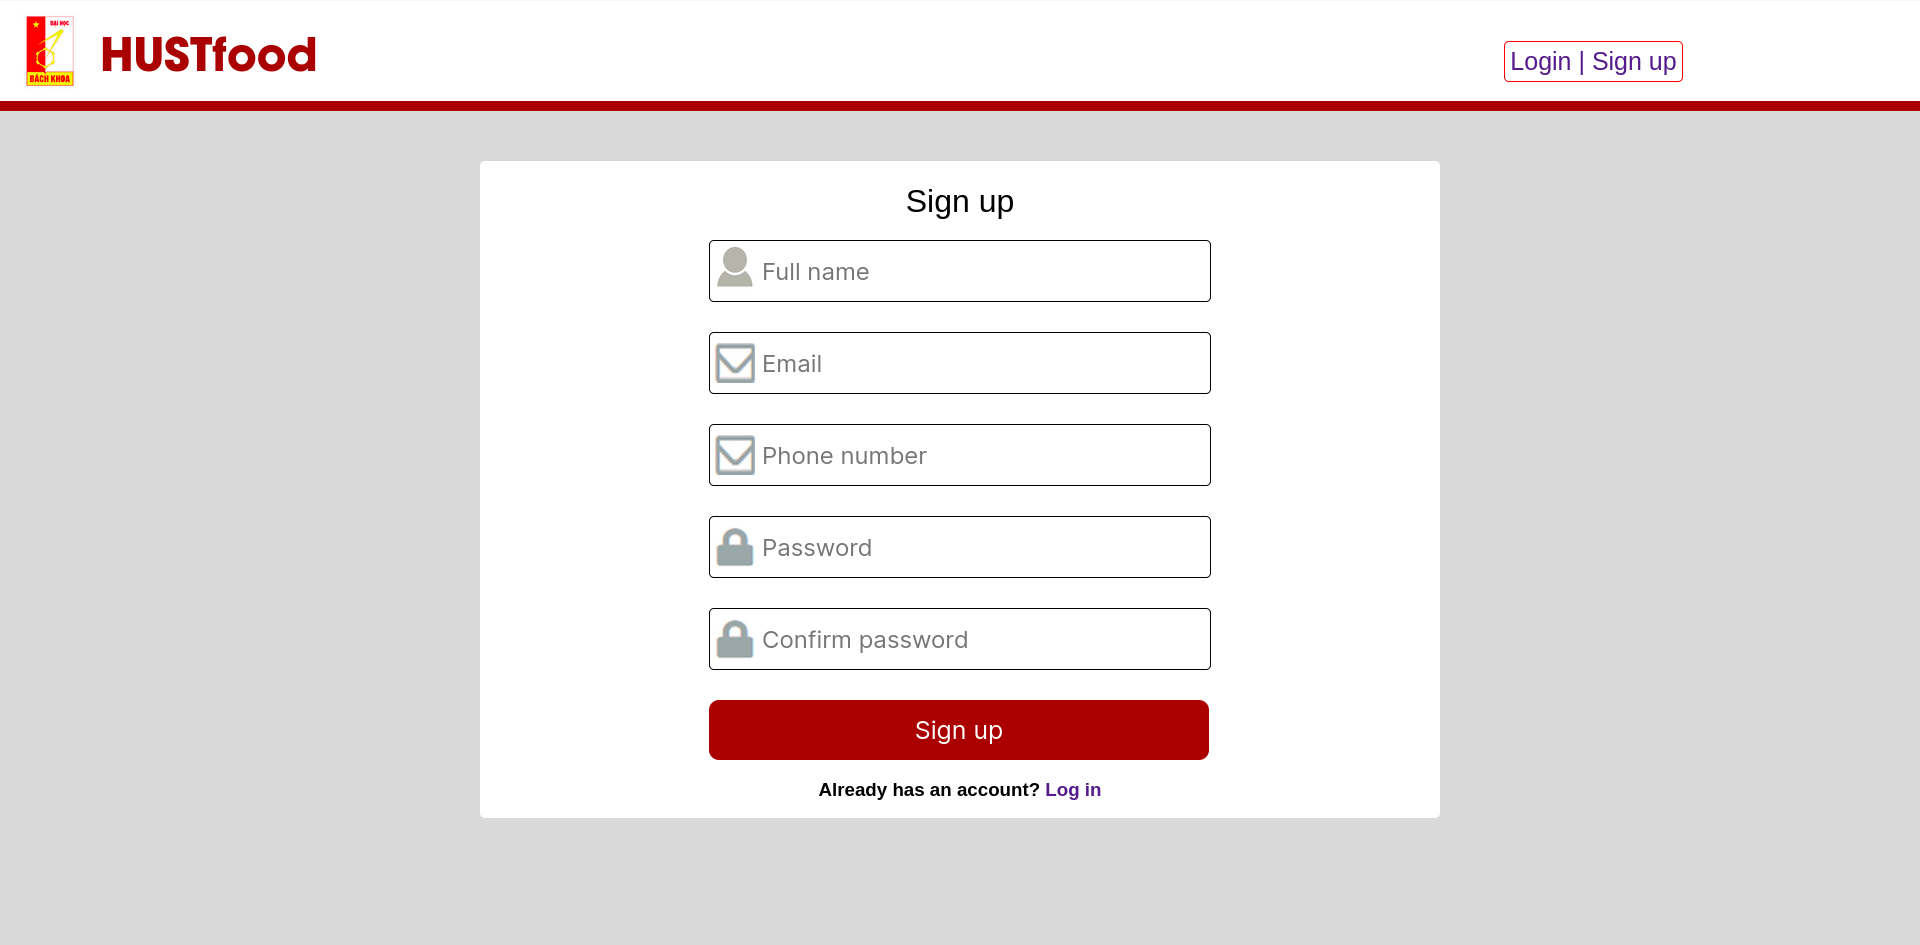 ĐẠI HỌC
BÁCH KHOA
HUSTfood
Login | Sign up
Sign up
Full name
Email
Phone number
Password
Confirm password
Sign up
Already has an account? Log in